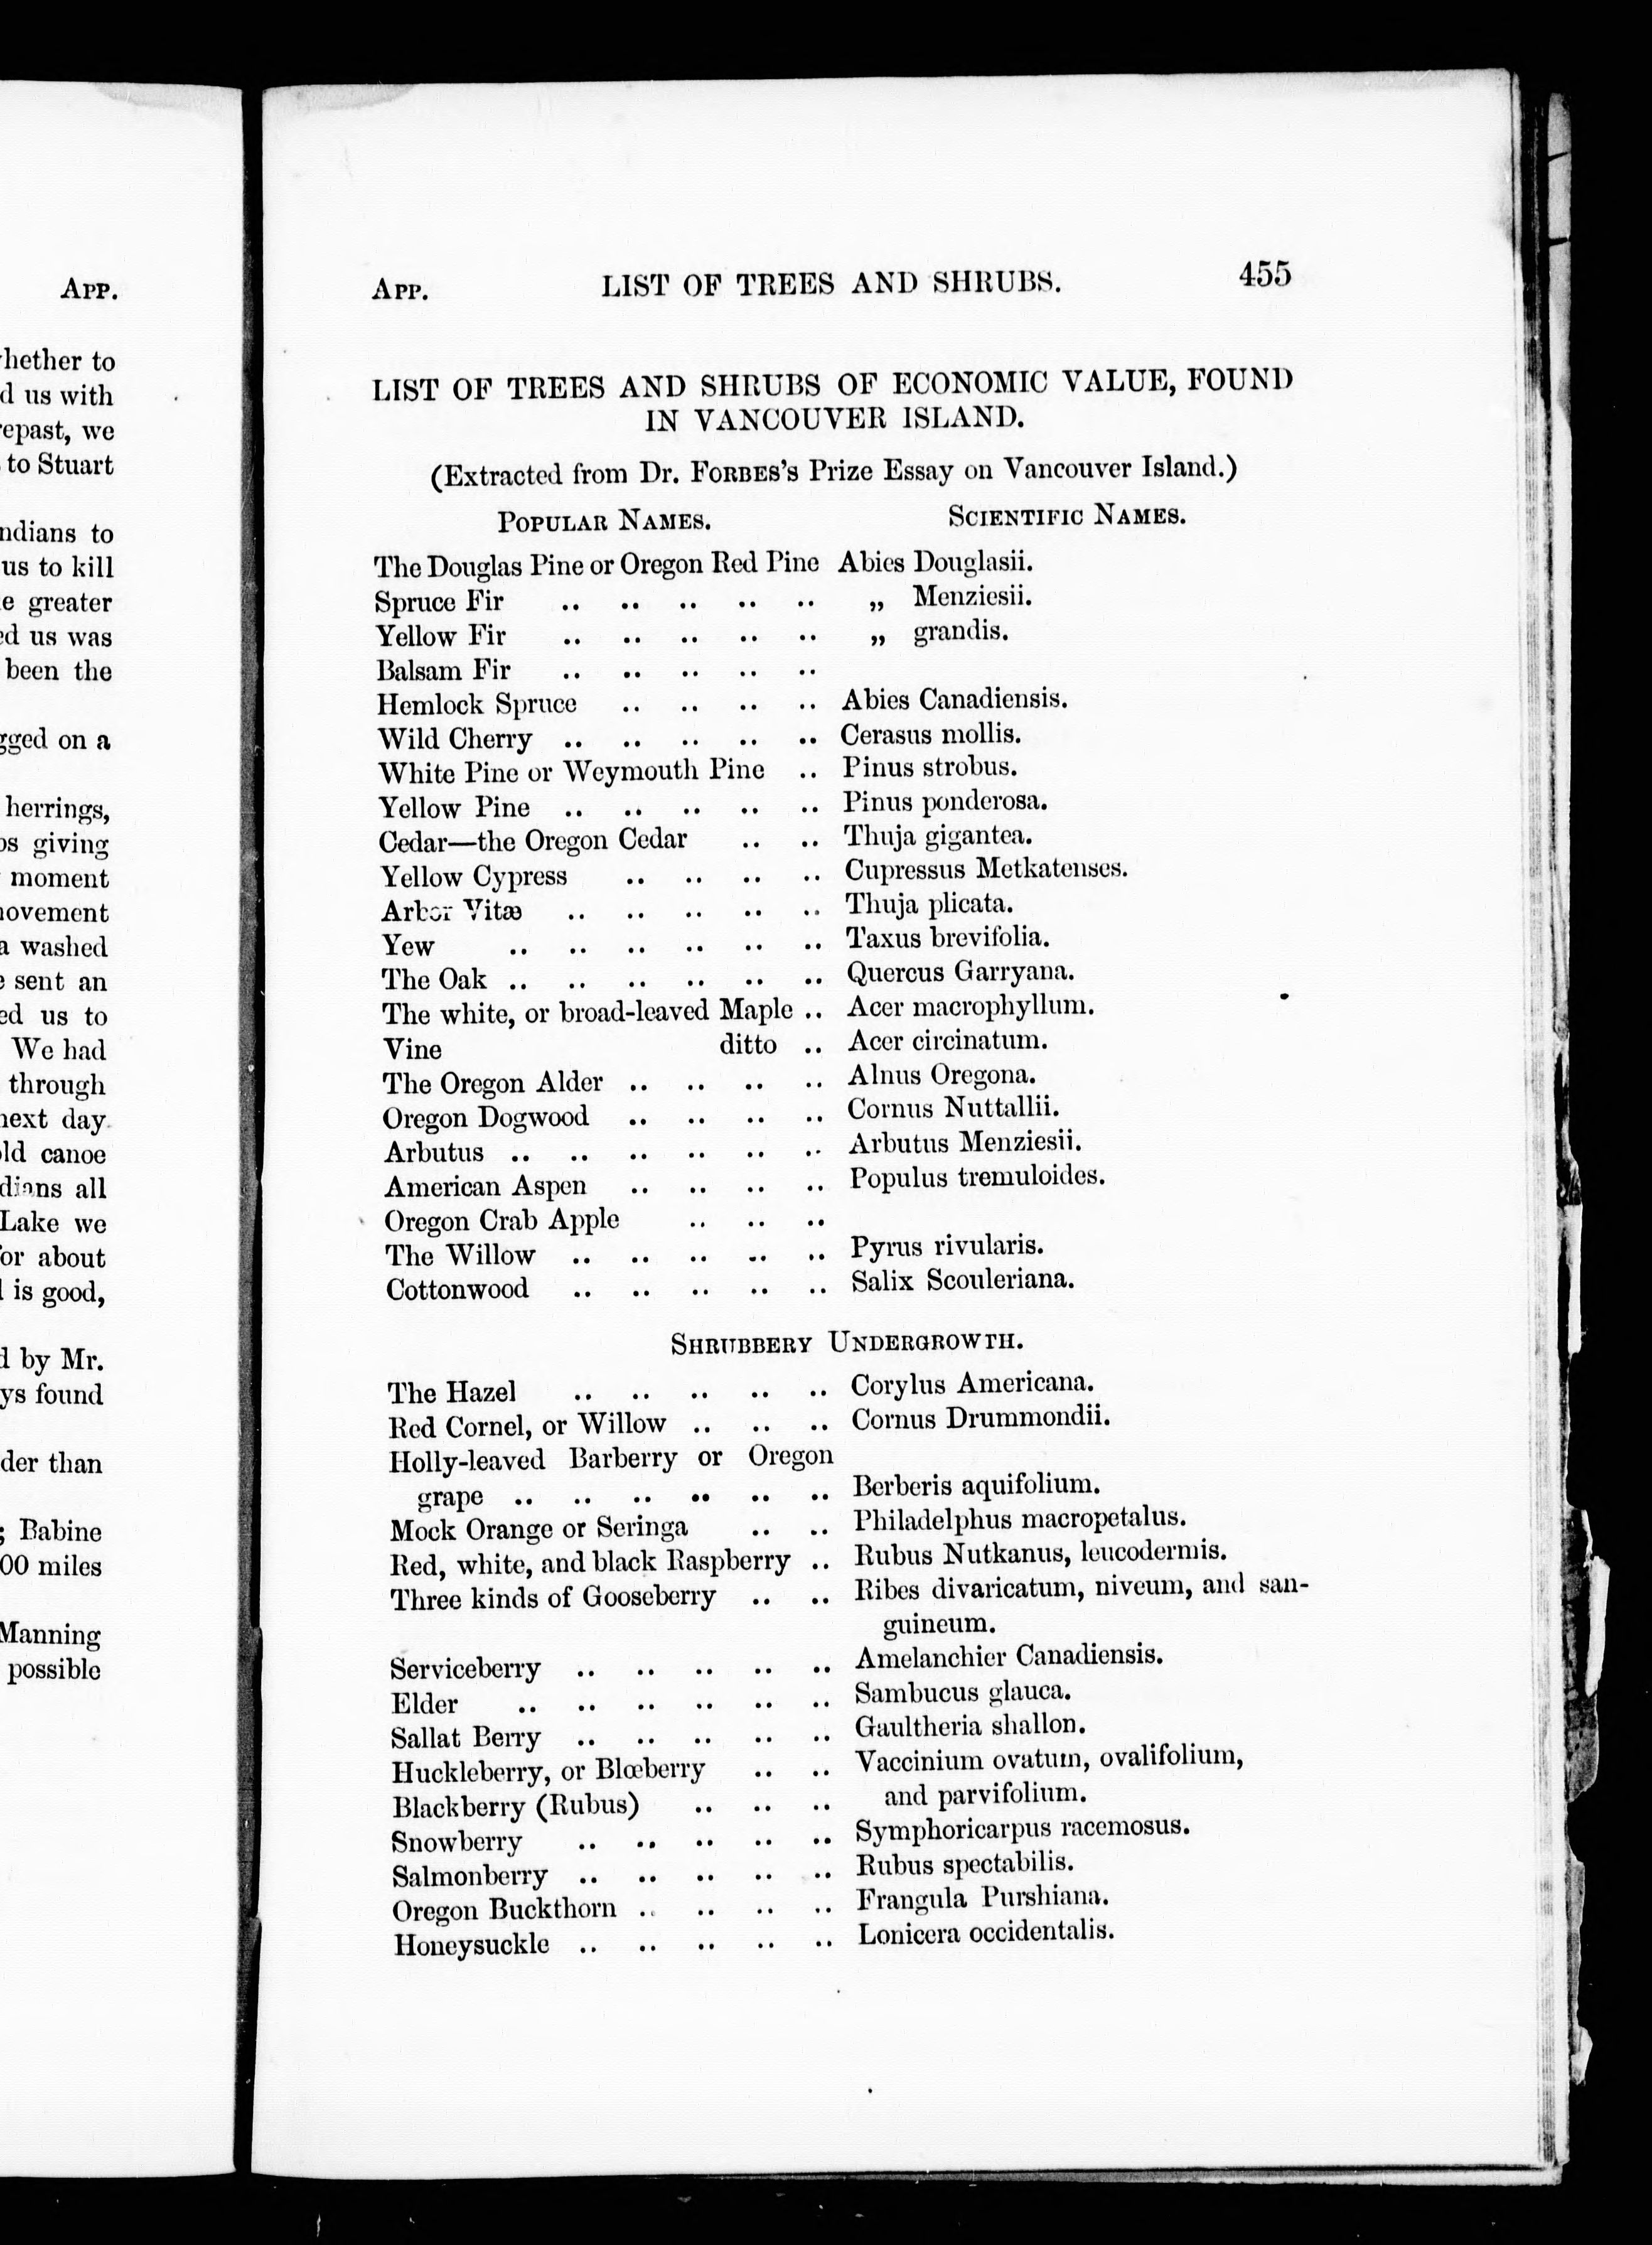 App.
hether to
d us with
epast, we
to Stuart
ndians to
us to kill
e greater
ed us was
been the
gged on a
herrings,
os giving
moment
ovement
a washed
e sent an
ed us to
We had
through
next day
old canoe
dians all
Lake we
for about
l is good,
d by Mr.
ys found
der than
; Babine
00 miles
Manning
possible
App. LIST OF TREES AND SHRUBS. 455
LIST OF TREES AND SHRUBS OF ECONOMIC VALUE, FOUND
IN VANCOUVER ISLAND.
(Extracted from Dr. Forbes's Prize Essay on Vancouver Island.)
Popular Names. Scientific Names.
The Douglas Pine or Oregon Red Pine Abies Douglasii.
Spruce Fir .. .. .. .. .. „ Menziesii.
Yellow Fir .. .. .. .. .. „ grandis.
Balsam Fir .. .. .. .. ..
Hemlock Spruce .. .. .. .. Abies Canadiensis.
Wild Cherry .. .. .. .. .. Cerasus mollis.
White Pine or Weymouth Pine .. Pinus strobus.
Yellow Pine .. .. .. .. .. Pinus ponderosa.
Cedar—the Oregon Cedar .. .. Thuja gigantea.
Yellow Cypress .. .. .. .. Cupressus Metkatenses.
Arbor Vitæ .. .. .. .. .. Thuja plicata.
Yew .. .. .. .. .. .. Taxus brevifolia.
The Oak .. .. .. .. .. .. Quercus Garryana.
The white, or broad-leaved Maple .. Acer macrophyllum.
Vine ditto .. Acer circinatum.
The Oregon Alder .. .. .. .. Alnus Oregona.
Oregon Dogwood .. .. .. .. Cornus Nuttallii.
Arbutus .. .. .. .. .. .. Arbutus Menziesii.
American Aspen .. .. .. .. Populus tremuloides.
Oregon Crab Apple .. .. ..
The Willow .. .. .. .. .. Pyrus rivularis.
Cottonwood .. .. .. .. .. Salix Scouleriana.
Shrubbery Undergrowth.
The Hazel .. .. .. .. .. Corylus Americana.
Red Cornel, or Willow .. .. .. Cornus Drummondii.
Holly-leaved Barberry or Oregon
grape .. .. .. .. .. .. Berberis aquifolium.
Mock Orange or Seringa .. .. Philadelphus macropetalus.
Red, white, and black Raspberry .. Rubus Nutkanus, leucodermis.
Three kinds of Gooseberry .. .. Ribes divaricatum, niveum, and san-
guineum.
Serviceberry .. .. .. .. .. Amelanchier Canadiensis.
Elder .. .. .. .. .. .. Sambucus glauca.
Sallat Berry .. .. .. .. .. Gaultheria shallon.
Huckleberry, or Blœberry .. .. Vaccinium ovatum, ovalifolium,
Blackberry (Rubus) .. .. .. and parvifolium.
Snowberry .. .. .. .. .. Symphoricarpus racemosus.
Salmonberry .. .. .. .. .. Rubus spectabilis.
Oregon Buckthorn .. .. .. .. Frangula Purshiana.
Honeysuckle .. .. .. .. .. Lonicera occidentalis.